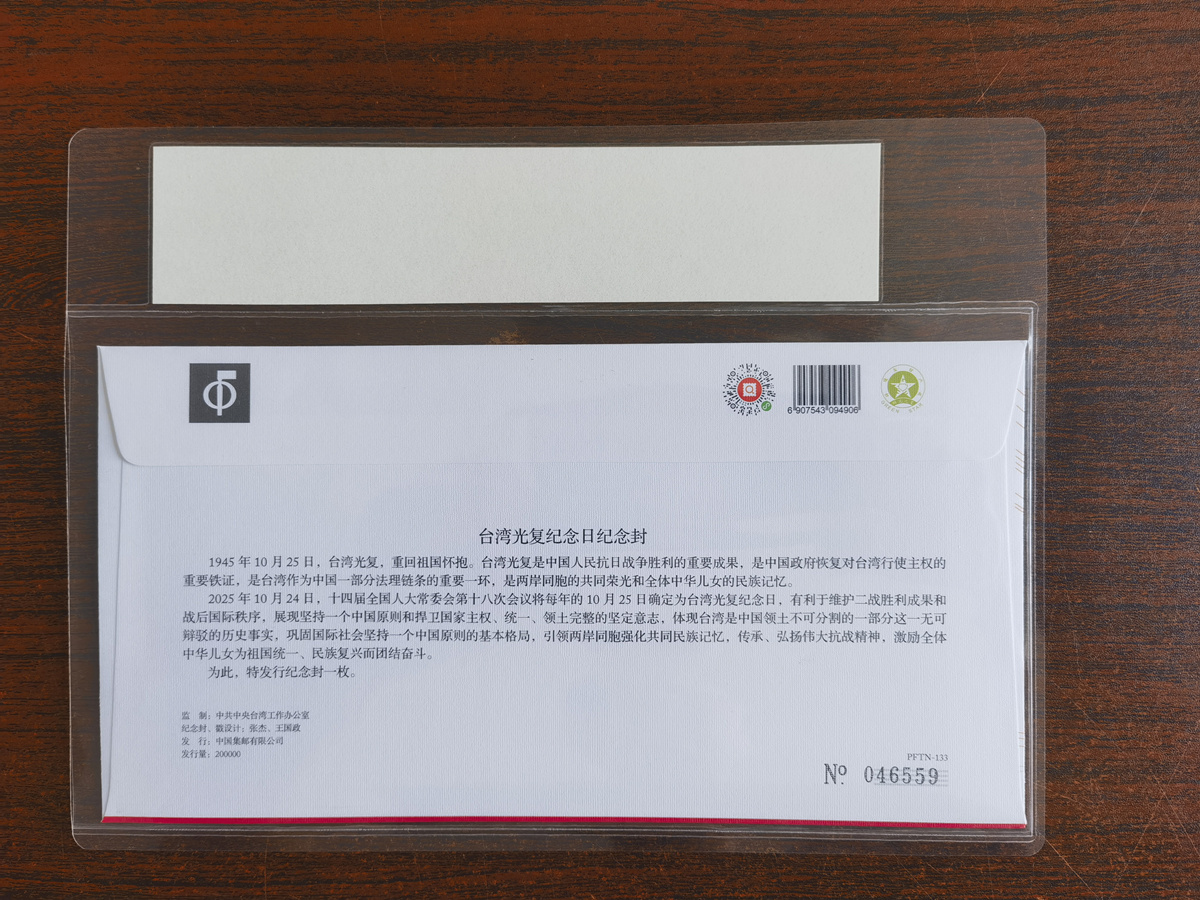 6 907543 094906
台湾光复纪念日纪念封
1945 年 10 月 25 日，台湾光复，重回祖国怀抱。台湾光复是中国人民抗日战争胜利的重要成果，是中国政府恢复对台湾行使主权的
重要铁证，是台湾作为中国一部分法理链条的重要一环，是两岸同胞的共同荣光和全体中华儿女的民族记忆。
2025 年 10 月 24 日，十四届全国人大常委会第十八次会议将每年的 10 月 25 日确定为台湾光复纪念日，有利于维护二战胜利成果和
战后国际秩序，展现坚持一个中国原则和捍卫国家主权、统一、领土完整的坚定意志，体现台湾是中国领土不可分割的一部分这一无可
辩驳的历史事实，巩固国际社会坚持一个中国原则的基本格局，引领两岸同胞强化共同民族记忆，传承、弘扬伟大抗战精神，激励全体
中华儿女为祖国统一、民族复兴而团结奋斗。
为此，特发行纪念封一枚。
监　制：中共中央台湾工作办公室
纪念封、戳设计：张杰、王国政
发　行：中国集邮有限公司
发行量：200000
PFTN-133
Nº 046559